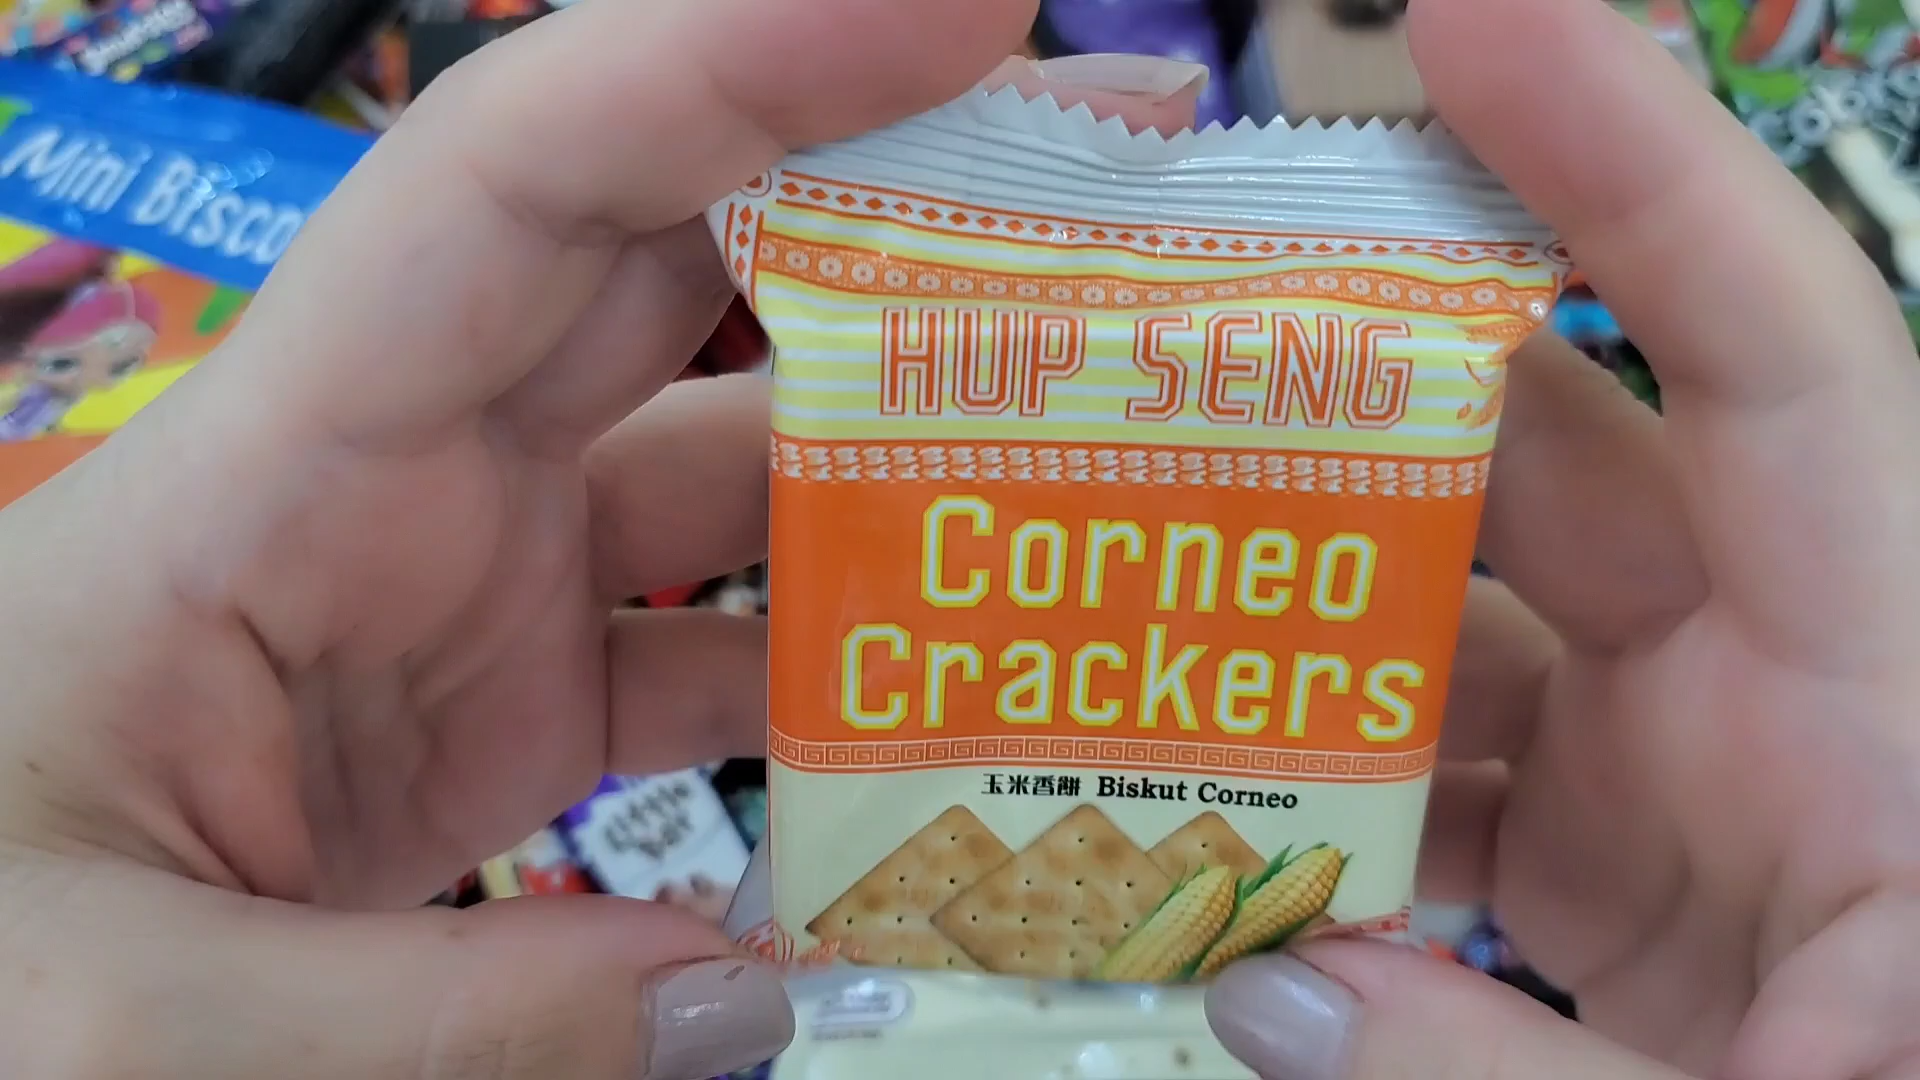 Mini Bisco
HUP SENG
Corneo
Crackers
玉米香餅 Biskut Corneo